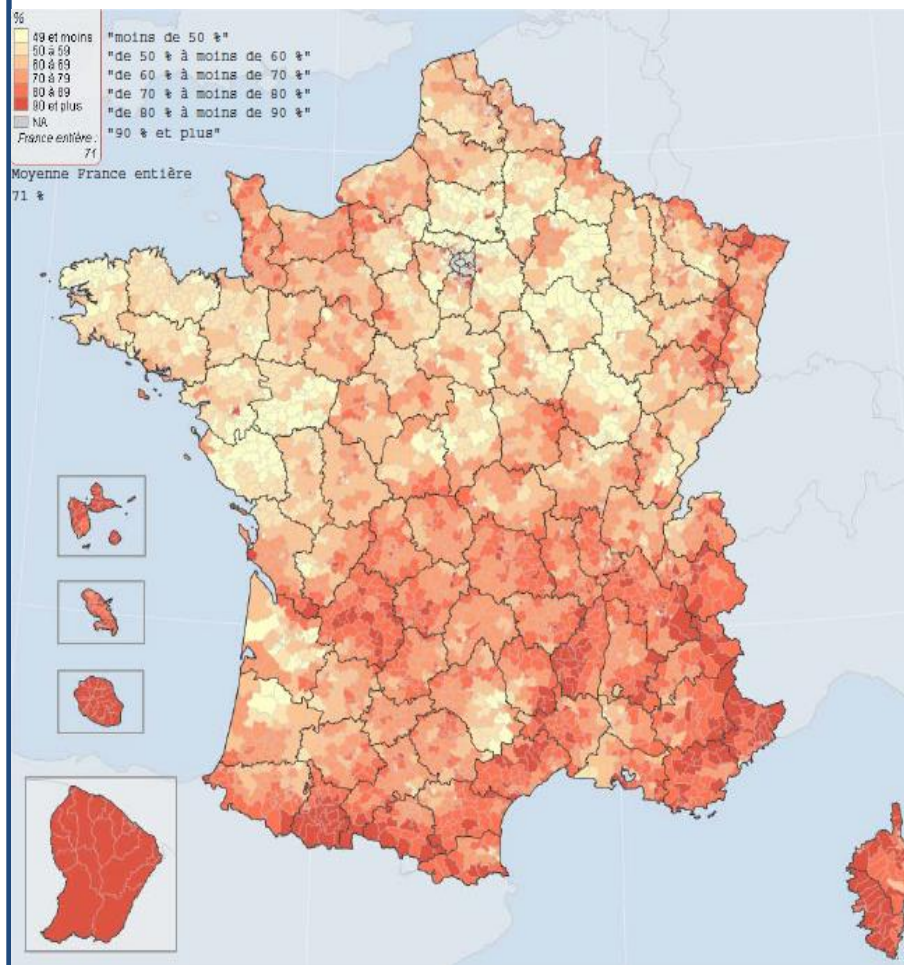 %
49 et moins "moins de 50 %"
50 à 59 "de 50 % à moins de 60 %"
60 à 69 "de 60 % à moins de 70 %"
70 à 79 "de 70 % à moins de 80 %"
80 à 89 "de 80 % à moins de 90 %"
90 et plus "90 % et plus"
NA
France entière :
71
Moyenne France entière
71 %